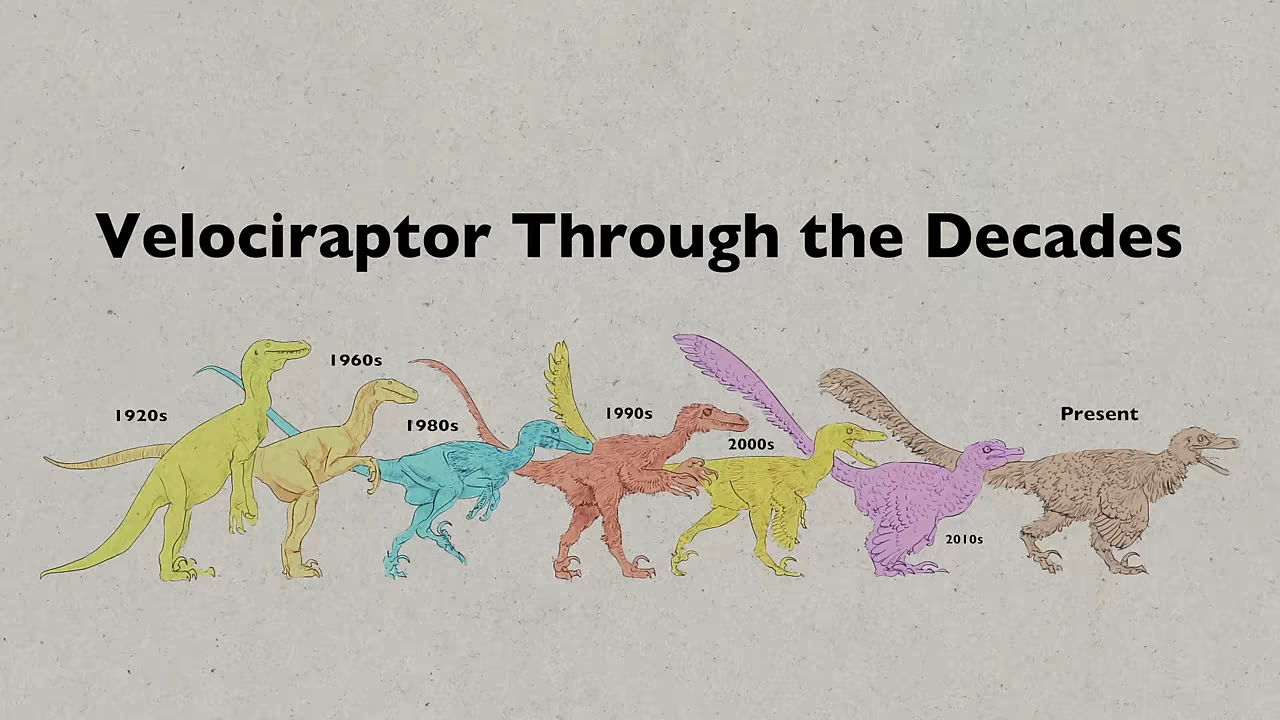 Velociraptor Through the Decades
1920s
1960s
1980s
1990s
2000s
2010s
Present